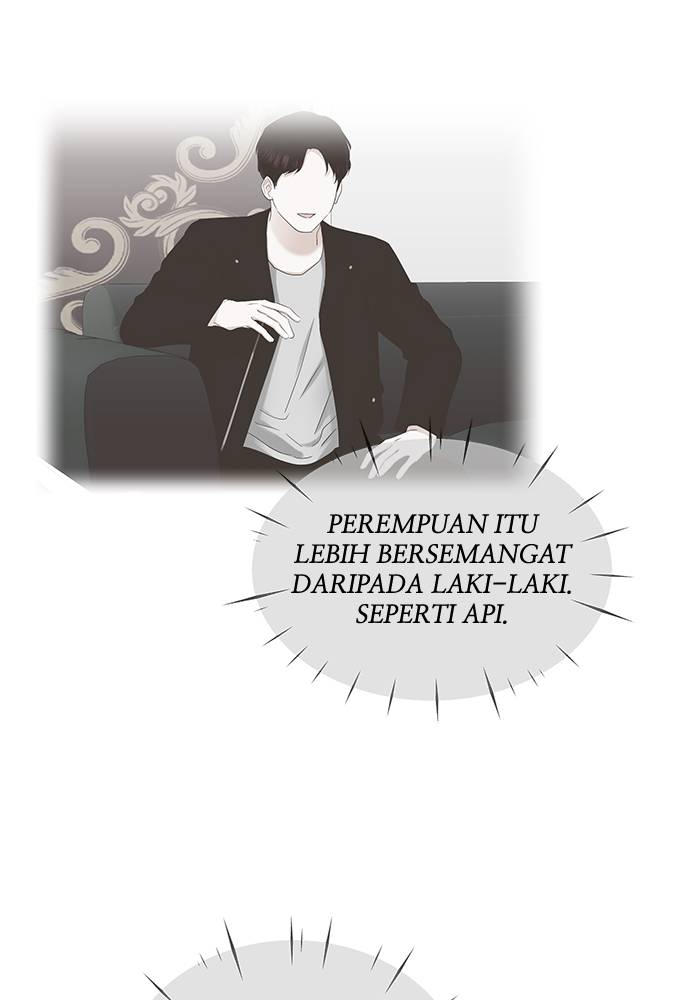 PEREMPUAN ITU
LEBIH BERSEMANGAT
DARIPADA LAKI-LAKI.
SEPERTI API.